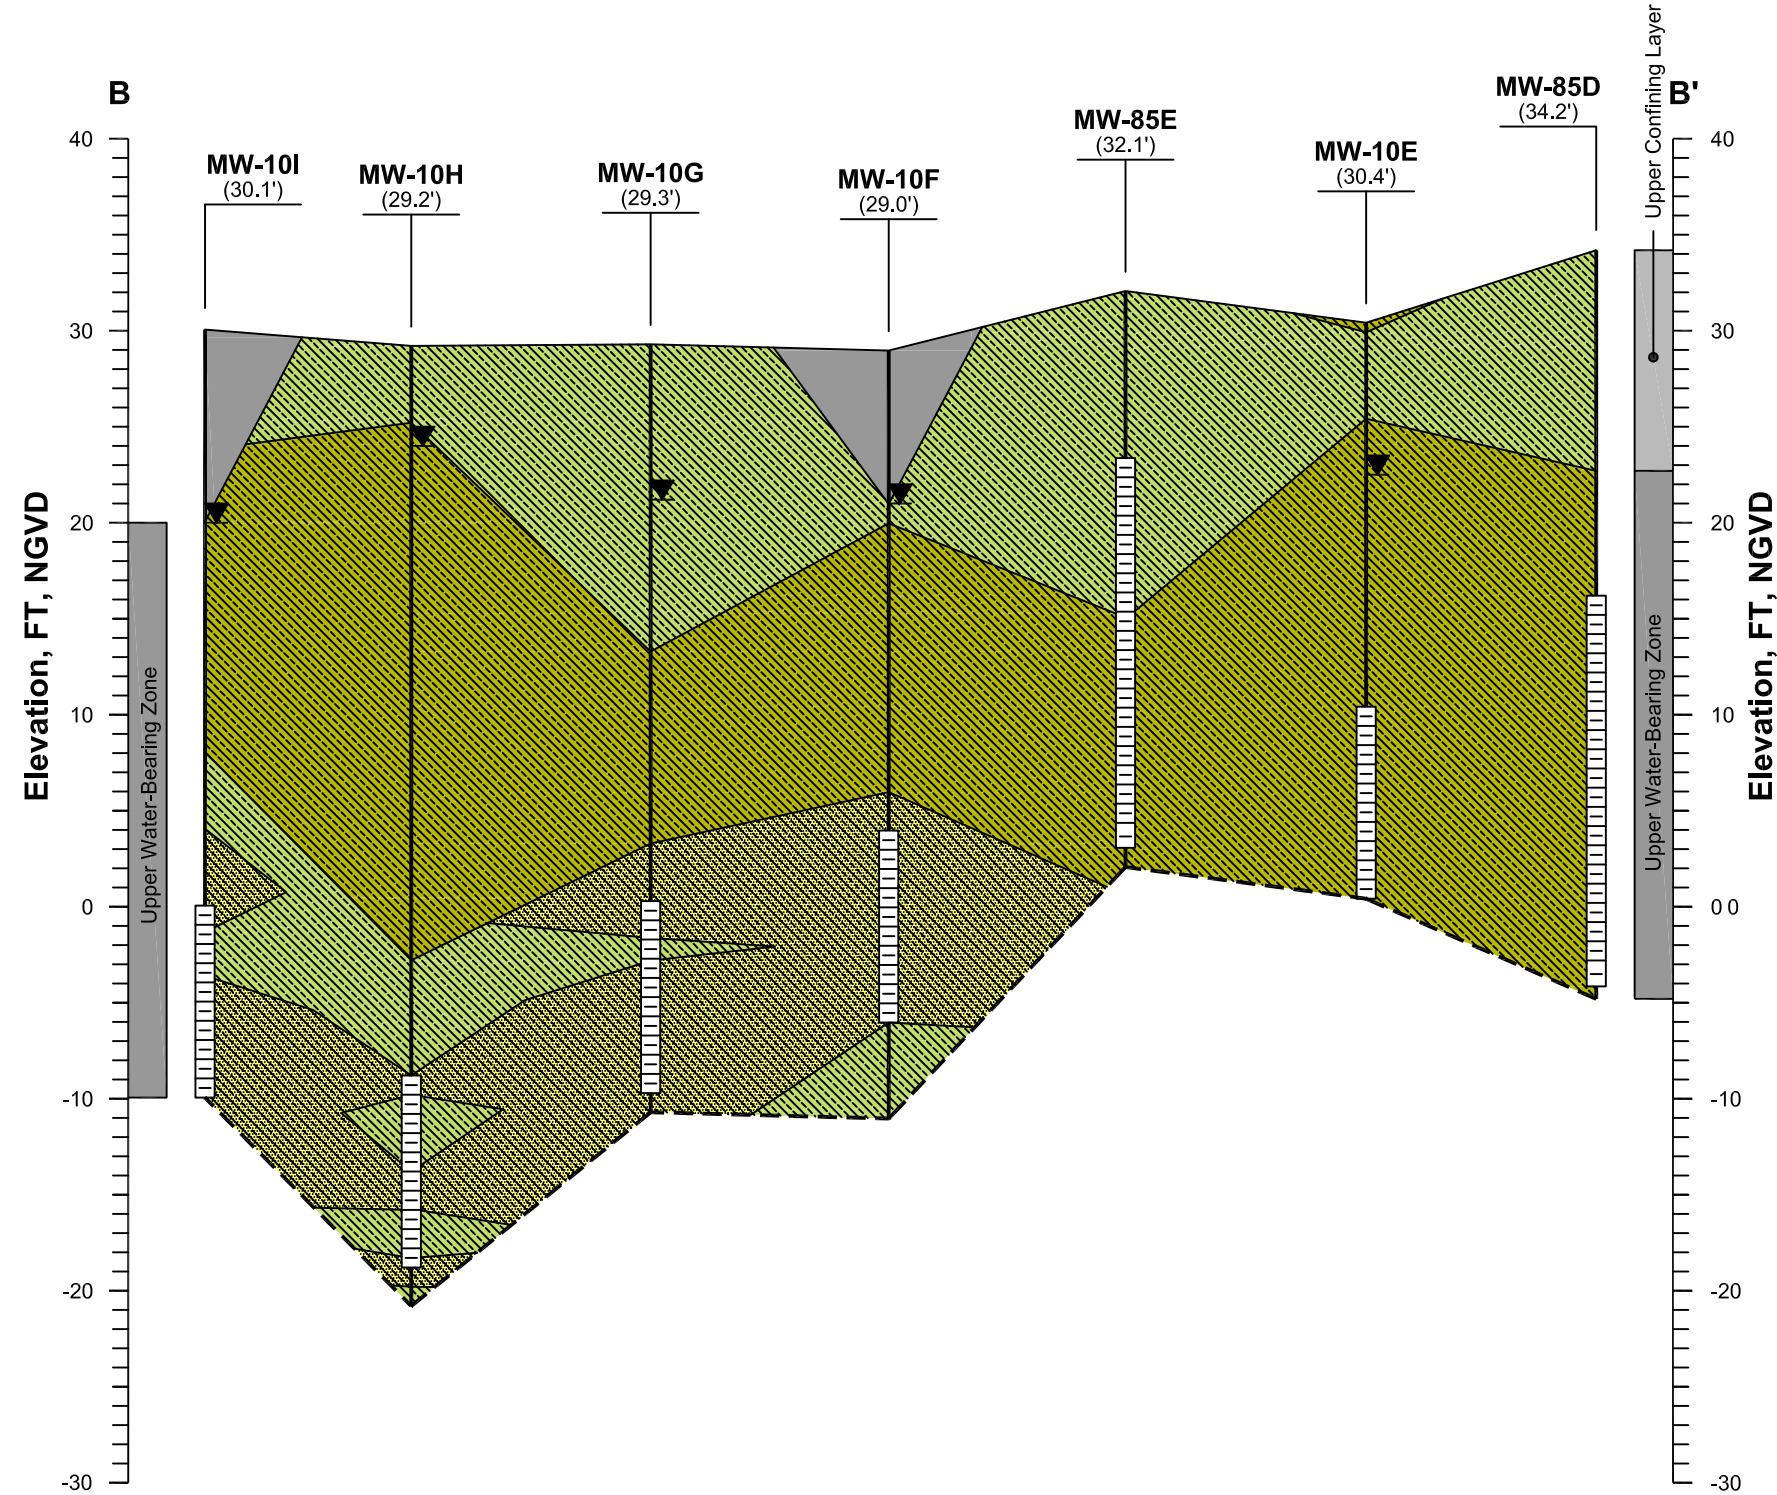 B
B'
MW-10I
(30.1')
MW-10H
(29.2')
MW-10G
(29.3')
MW-10F
(29.0')
MW-85E
(32.1')
MW-10E
(30.4')
MW-85D
(34.2')
Upper Confining Layer
Elevation, FT, NGVD
40
30
20
10
0
-10
-20
-30
Upper Water-Bearing Zone
Upper Water-Bearing Zone
40
30
20
10
0 0
-10
-20
-30
Elevation, FT, NGVD